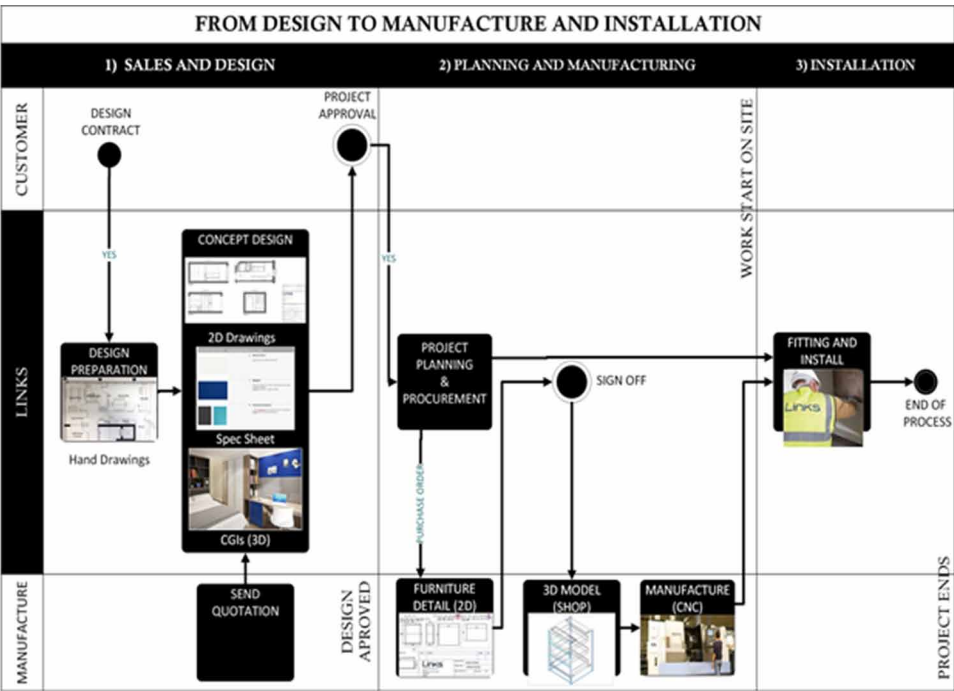 FROM DESIGN TO MANUFACTURE AND INSTALLATION
1) SALES AND DESIGN
2) PLANNING AND MANUFACTURING
3) INSTALLATION
CUSTOMER
DESIGN
CONTRACT
PROJECT
APPROVAL
WORK START ON SITE
LINKS
YES
YES
CONCEPT DESIGN
2D Drawings
Spec Sheet
CGIs (3D)
DESIGN
PREPARATION
Hand Drawings
PROJECT
PLANNING
&
PROCUREMENT
SIGN OFF
FITTING AND
INSTALL
Links
END OF
PROCESS
PURCHASE ORDER
MANUFACTURE
SEND
QUOTATION
DESIGN
APROVED
FURNITURE
DETAIL (2D)
Links
3D MODEL
(SHOP)
MANUFACTURE
(CNC)
PROJECT ENDS